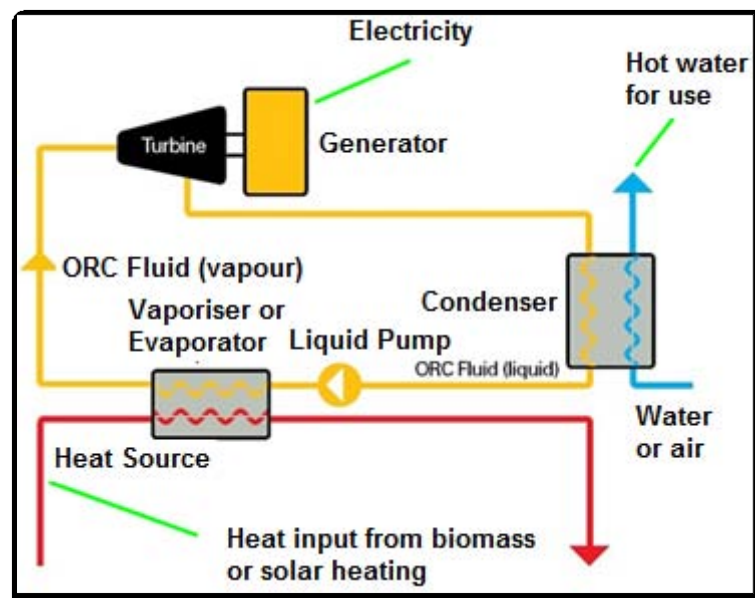 Electricity
Hot water
for use
Turbine
Generator
ORC Fluid (vapour)
Vaporiser or
Evaporator
Condenser
Liquid Pump
ORC Fluid (liquid)
Water
or air
Heat Source
Heat input from biomass
or solar heating